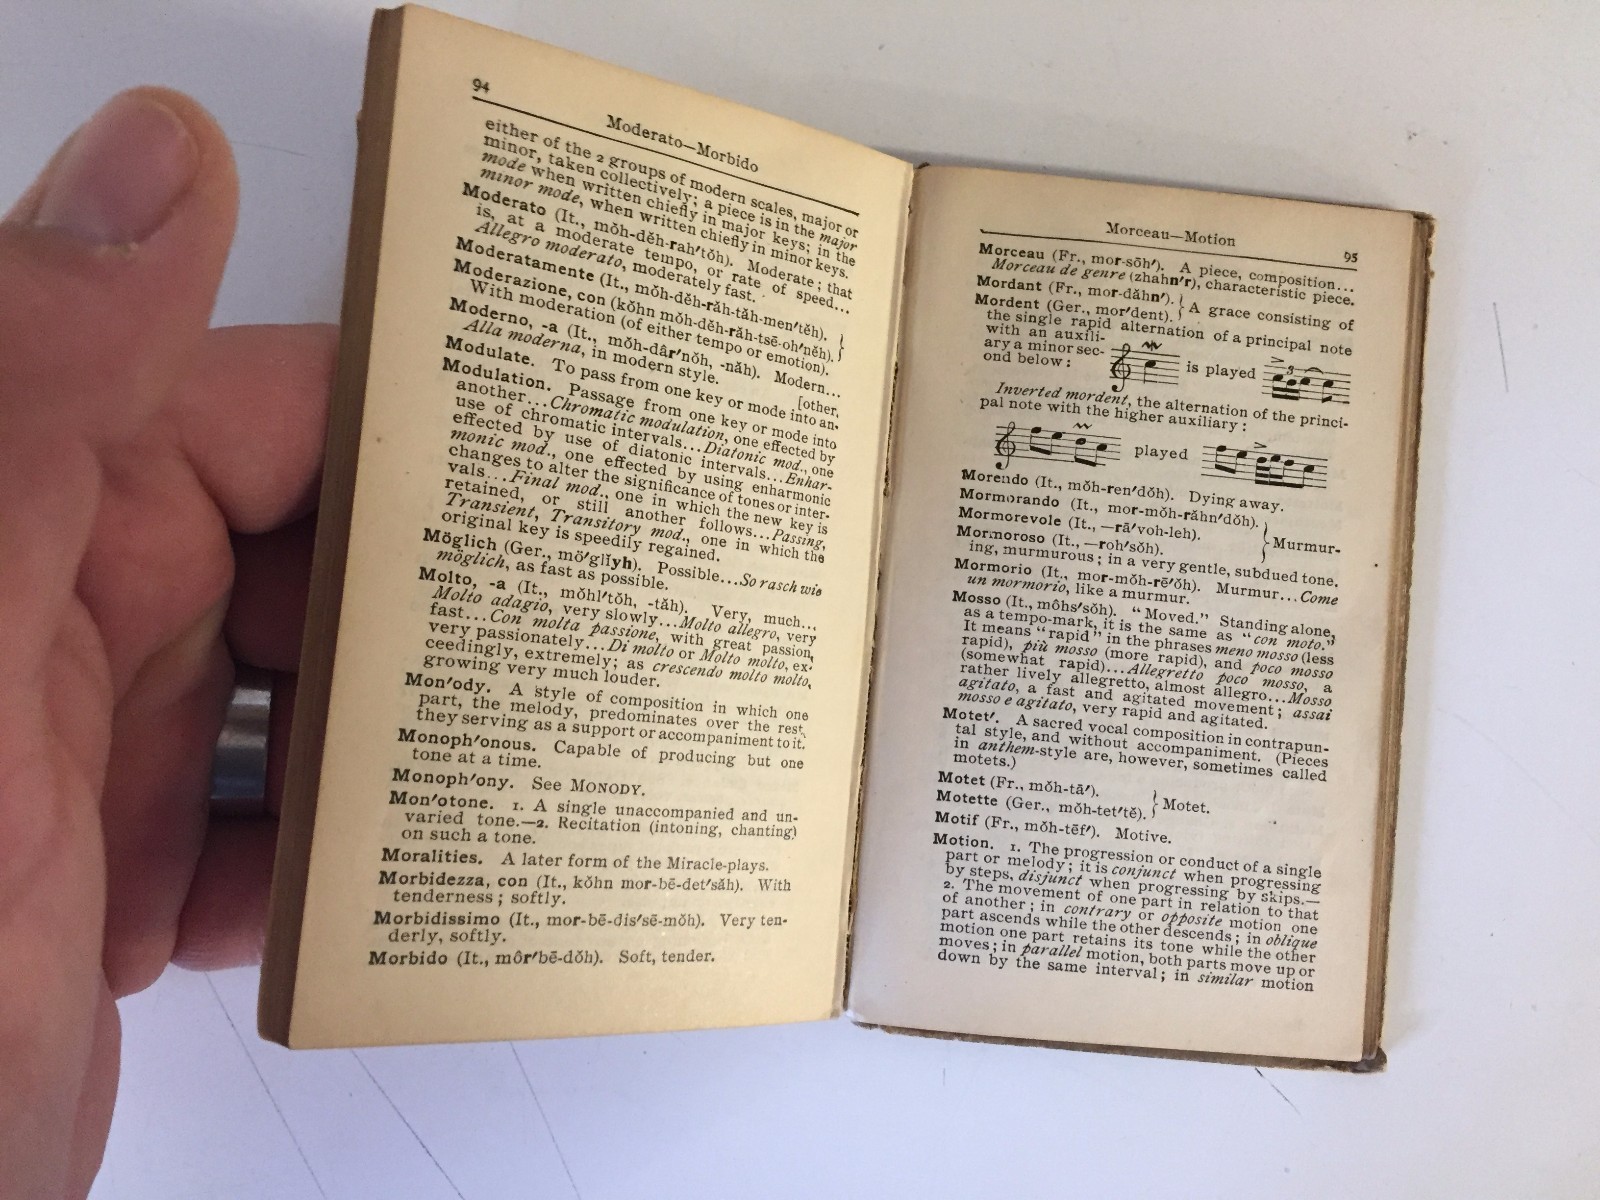 94
Moderato—Morbido
either of the 2 groups of modern scales, major or
minor, taken collectively; a piece is in the major
mode when written chiefly in major keys; in the
minor mode, when written chiefly in minor keys.
Moderato (It., mŏh-dĕh-rah′tŏh). Moderate; that
is, at a moderate tempo, or rate of speed...
Allegro moderato, moderately fast.
Moderatamente (It., mŏh-dĕh-răh-tăh-men′tĕh). }
Moderazione, con (kŏhn mŏh-dĕh-răh-tsē-oh′nĕh). }
With moderation (of either tempo or emotion).
Moderno, -a (It., mŏh-dâr′nŏh, -năh). Modern...
Alla moderna, in modern style. [other.
Modulate. To pass from one key or mode into an-
Modulation. Passage from one key or mode into
another...Chromatic modulation, one effected by
use of chromatic intervals...Diatonic mod., one
effected by use of diatonic intervals...Enhar-
monic mod., one effected by using enharmonic
changes to alter the significance of tones or inter-
vals...Final mod., one in which the new key is
retained, or still another follows...Passing,
Transient, Transitory mod., one in which the
original key is speedily regained.
Möglich (Ger., mö′glĭyh). Possible...So rasch wie
möglich, as fast as possible.
Molto, -a (It., mŏhl′tŏh, -tăh). Very, much...
Molto adagio, very slowly...Molto allegro, very
fast...Con molta passione, with great passion,
very passionately...Di molto or Molto molto, ex-
ceedingly, extremely; as crescendo molto molto,
growing very much louder.
Mon′ody. A style of composition in which one
part, the melody, predominates over the rest,
they serving as a support or accompaniment to it.
Monoph′onous. Capable of producing but one
tone at a time.
Monoph′ony. See MONODY.
Mon′otone. 1. A single unaccompanied and un-
varied tone.—2. Recitation (intoning, chanting)
on such a tone.
Moralities. A later form of the Miracle-plays.
Morbidezza, con (It., kŏhn mor-bē-det′săh). With
tenderness; softly.
Morbidissimo (It., mor-bē-dis′sē-mŏh). Very ten-
derly, softly.
Morbido (It., môr′bē-dŏh). Soft, tender.
Morceau—Motion
95
Morceau (Fr., mor-sōh′). A piece, composition...
Morceau de genre (zhahn′r), characteristic piece.
Mordant (Fr., mor-dăhn′). } A grace consisting of
Mordent (Ger., mor′dent). }
the single rapid alternation of a principal note
with an auxili-
ary a minor sec-
ond below: is played 3
Inverted mordent, the alternation of the princi-
pal note with the higher auxiliary:
played
Morendo (It., mŏh-ren′dŏh). Dying away.
Mormorando (It., mor-mŏh-răhn′dŏh). }
Mormorevole (It., —rā′voh-leh). } Murmur-
Mormoroso (It., —roh′sŏh). }
ing, murmurous; in a very gentle, subdued tone.
Mormorio (It., mor-mŏh-rē′ŏh). Murmur...Come
un mormorio, like a murmur.
Mosso (It., môhs′sŏh). "Moved." Standing alone,
as a tempo-mark, it is the same as "con moto."
It means "rapid" in the phrases meno mosso (less
rapid), più mosso (more rapid), and poco mosso
(somewhat rapid)...Allegretto poco mosso, a
rather lively allegretto, almost allegro...Mosso
agitato, a fast and agitated movement; assai
mosso e agitato, very rapid and agitated.
Motet′. A sacred vocal composition in contrapun-
tal style, and without accompaniment. (Pieces
in anthem-style are, however, sometimes called
motets.)
Motet (Fr., mŏh-tā′). } Motet.
Motette (Ger., mŏh-tet′tĕ). }
Motif (Fr., mŏh-tēf′). Motive.
Motion. 1. The progression or conduct of a single
part or melody; it is conjunct when progressing
by steps, disjunct when progressing by skips.—
2. The movement of one part in relation to that
of another; in contrary or opposite motion one
part ascends while the other descends; in oblique
motion one part retains its tone while the other
moves; in parallel motion, both parts move up or
down by the same interval; in similar motion